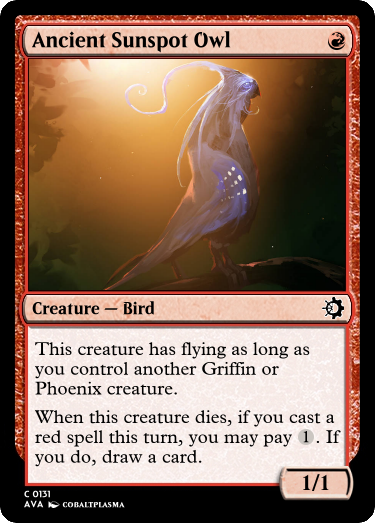 Ancient Sunspot Owl
Creature — Bird
This creature has flying as long as
you control another Griffin or
Phoenix creature.
When this creature dies, if you cast a
red spell this turn, you may pay 1. If
you do, draw a card.
1/1
C 0131
AVA COBALTPLASMA